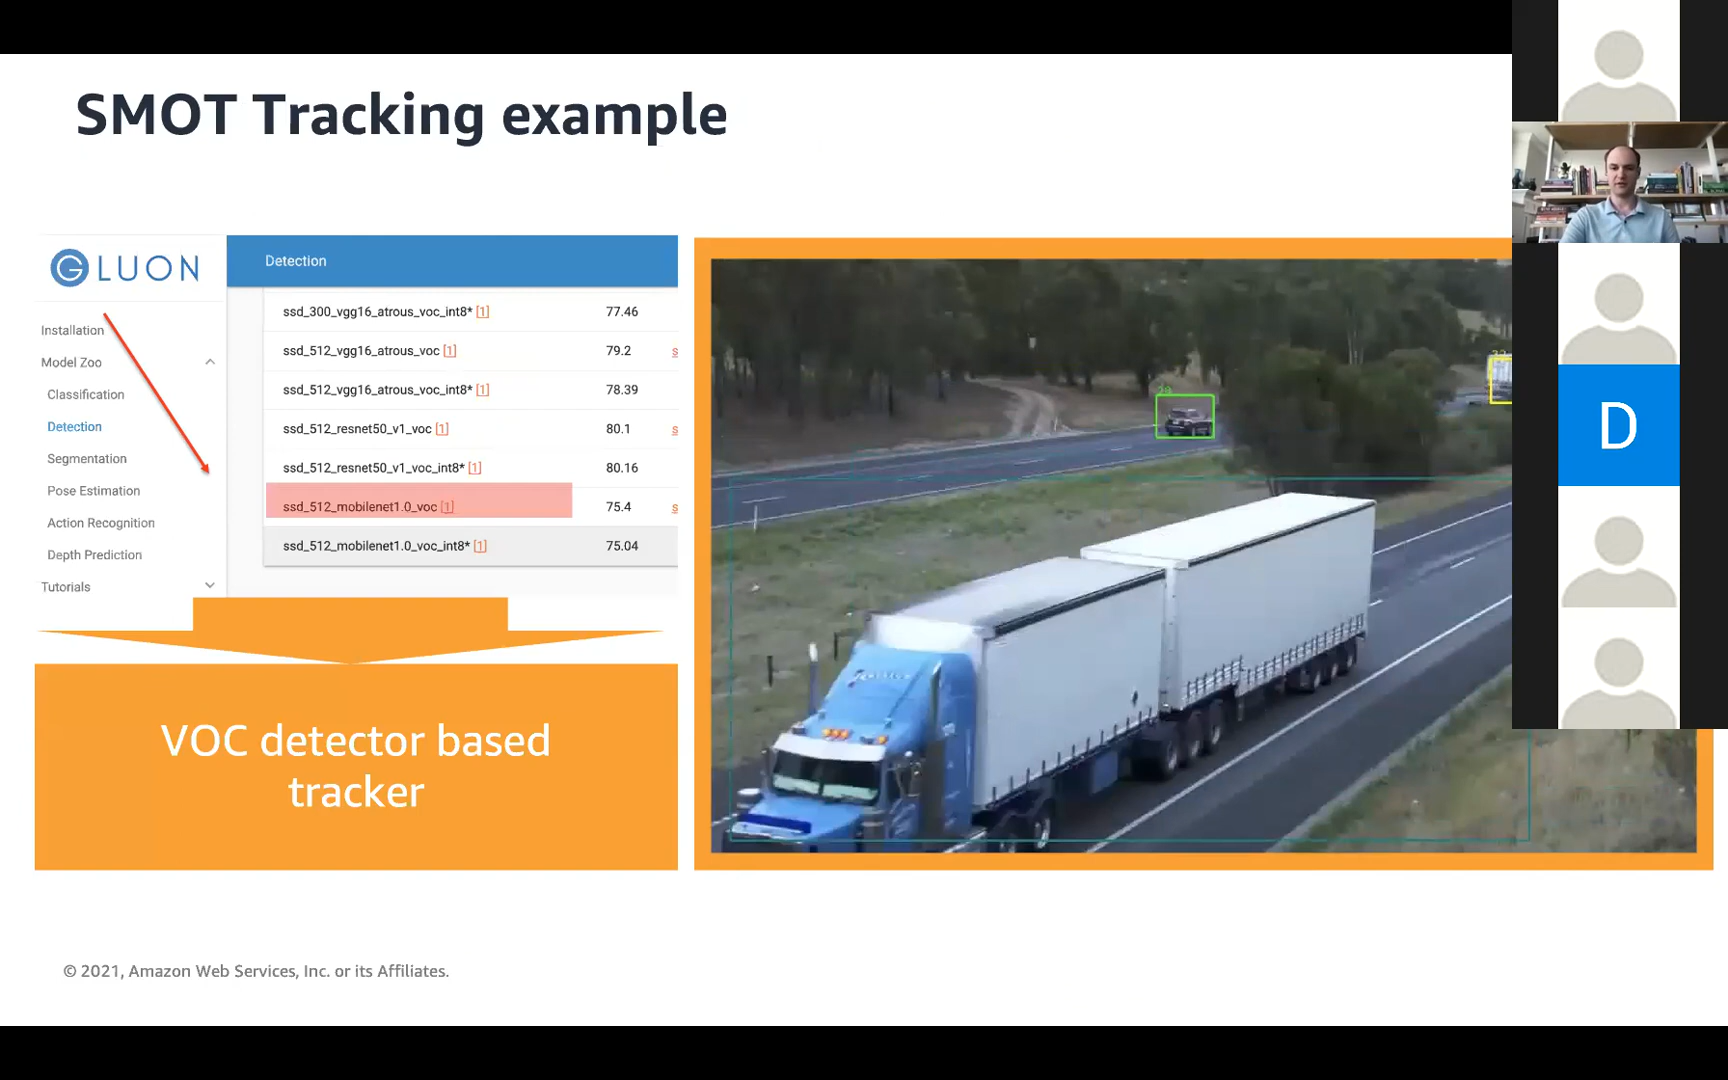 SMOT Tracking example
GLUON
Detection
Installation
Model Zoo
Classification
Detection
Segmentation
Pose Estimation
Action Recognition
Depth Prediction
Tutorials
ssd_300_vgg16_atrous_voc_int8* [1] 77.46
ssd_512_vgg16_atrous_voc [1] 79.2 s
ssd_512_vgg16_atrous_voc_int8* [1] 78.39
ssd_512_resnet50_v1_voc [1] 80.1 s
ssd_512_resnet50_v1_voc_int8* [1] 80.16
ssd_512_mobilenet1.0_voc [1] 75.4 s
ssd_512_mobilenet1.0_voc_int8* [1] 75.04
VOC detector based
tracker
D
© 2021, Amazon Web Services, Inc. or its Affiliates.